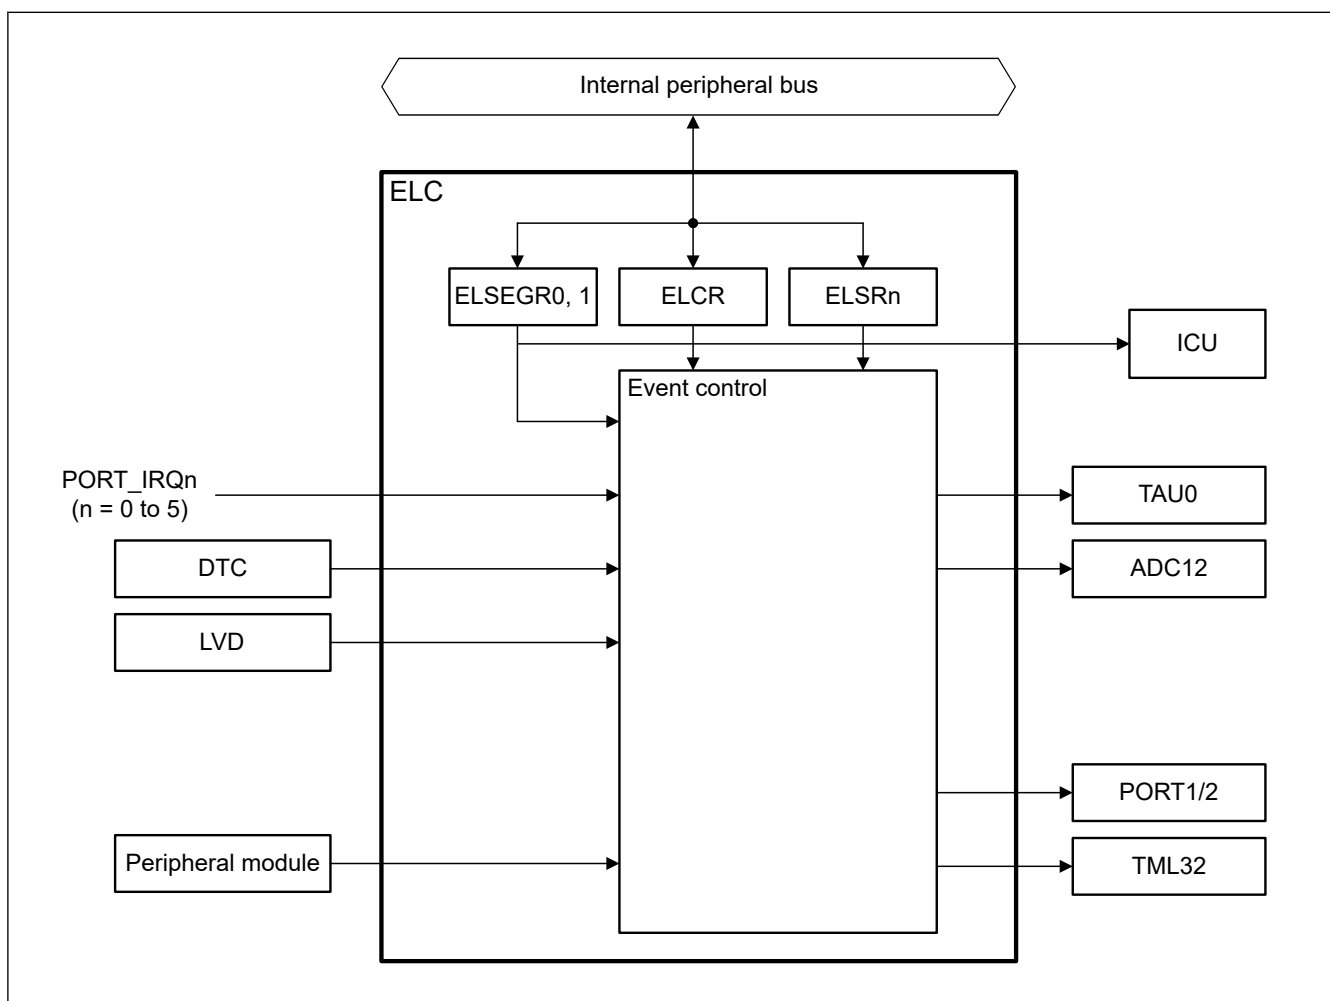 Internal peripheral bus
ELC
ELSEGR0, 1
ELCR
ELSRn
ICU
Event control
PORT_IRQn
(n = 0 to 5)
TAU0
DTC
ADC12
LVD
PORT1/2
Peripheral module
TML32